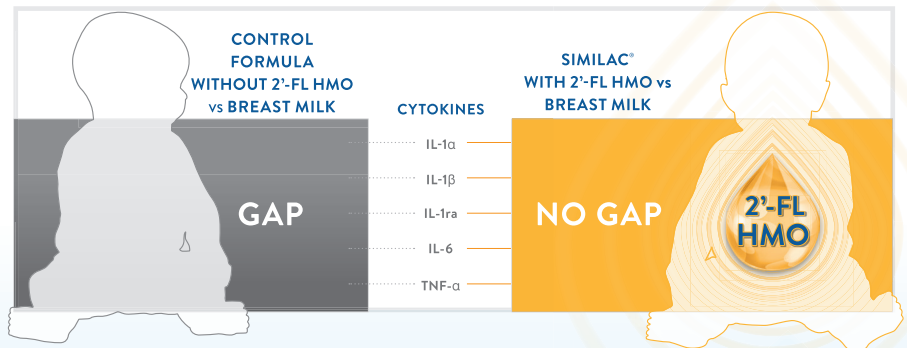 CONTROL
FORMULA
WITHOUT 2’-FL HMO
vs BREAST MILK
CYTOKINES
SIMILAC®
WITH 2’-FL HMO vs
BREAST MILK
IL-1α
IL-1β
IL-1ra
IL-6
TNF-α
GAP
NO GAP
2’-FL
HMO